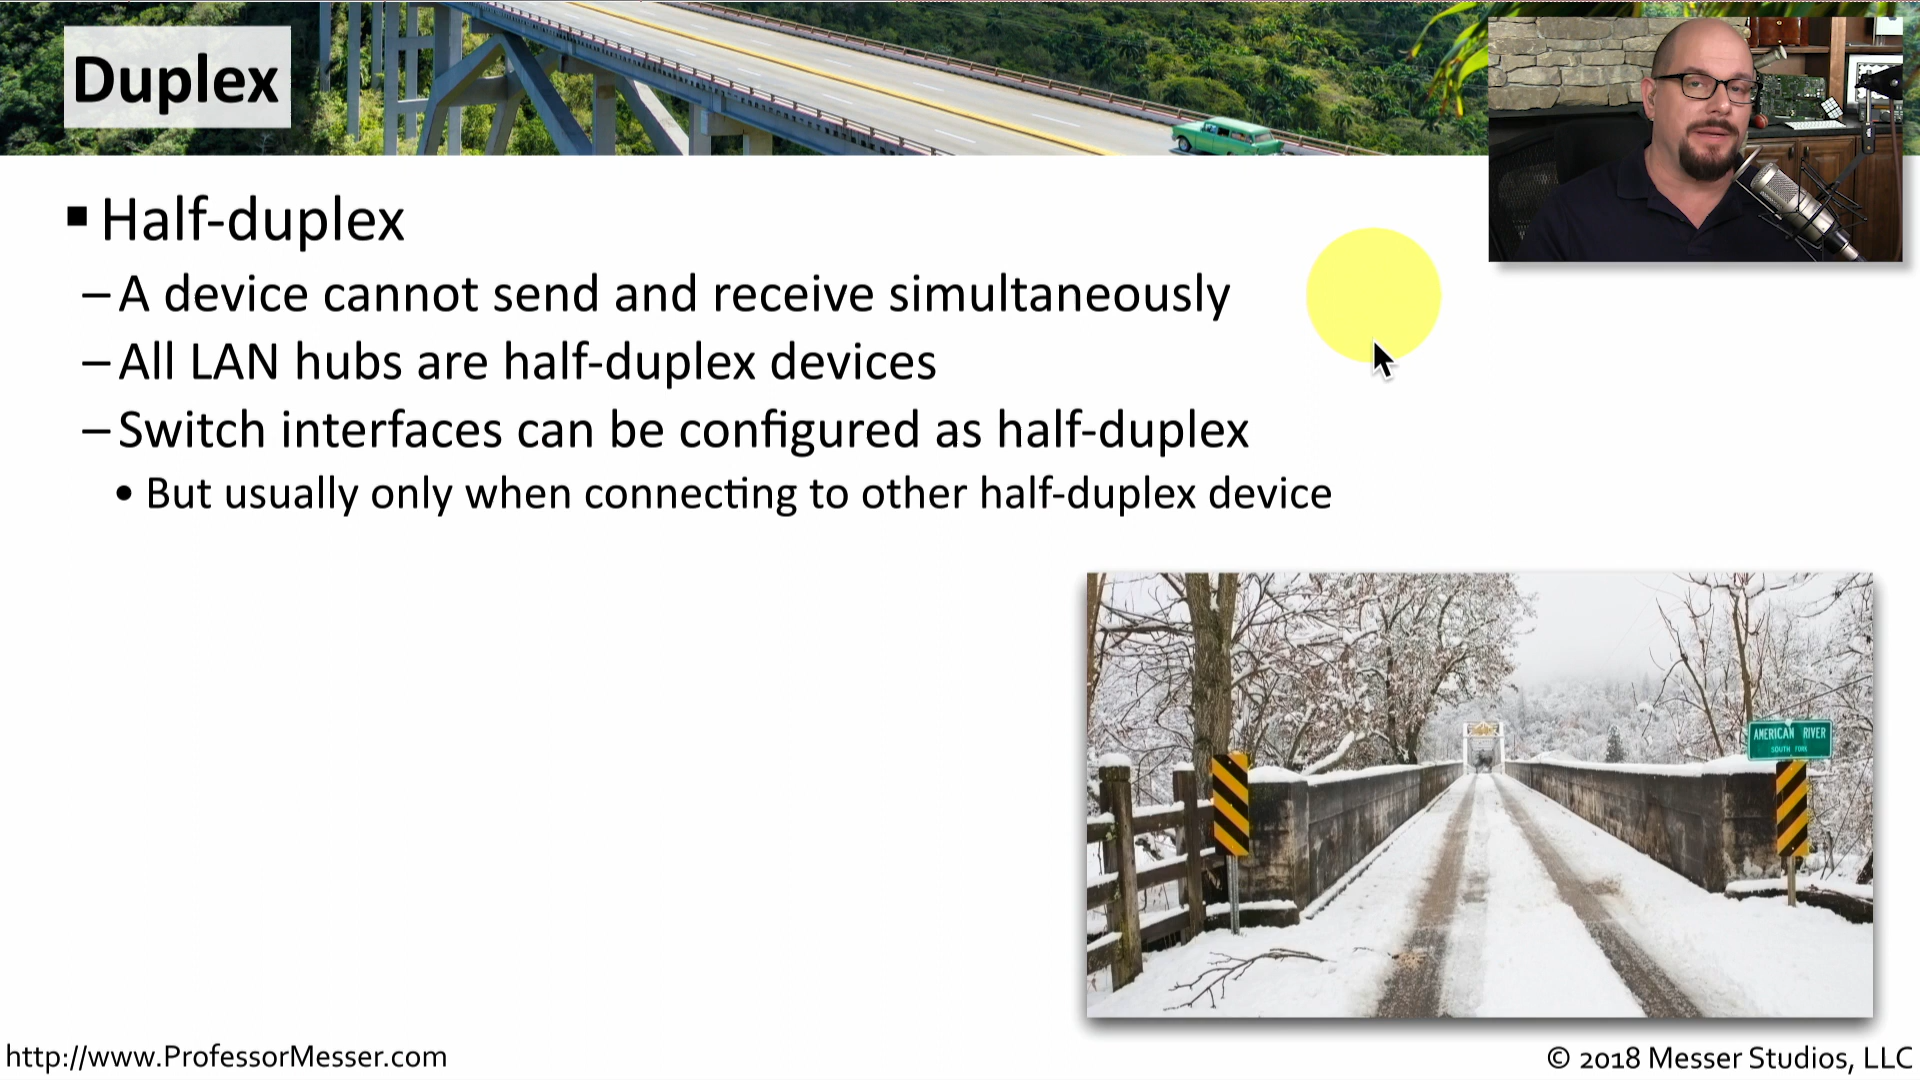 Duplex
▪ Half-duplex
– A device cannot send and receive simultaneously
– All LAN hubs are half-duplex devices
– Switch interfaces can be configured as half-duplex
• But usually only when connecting to other half-duplex device
AMERICAN RIVER
SOUTH FORK
http://www.ProfessorMesser.com
© 2018 Messer Studios, LLC